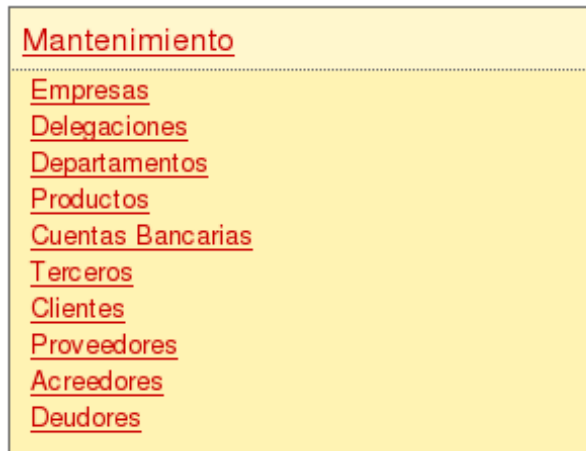 Mantenimiento
Empresas
Delegaciones
Departamentos
Productos
Cuentas Bancarias
Terceros
Clientes
Proveedores
Acreedores
Deudores